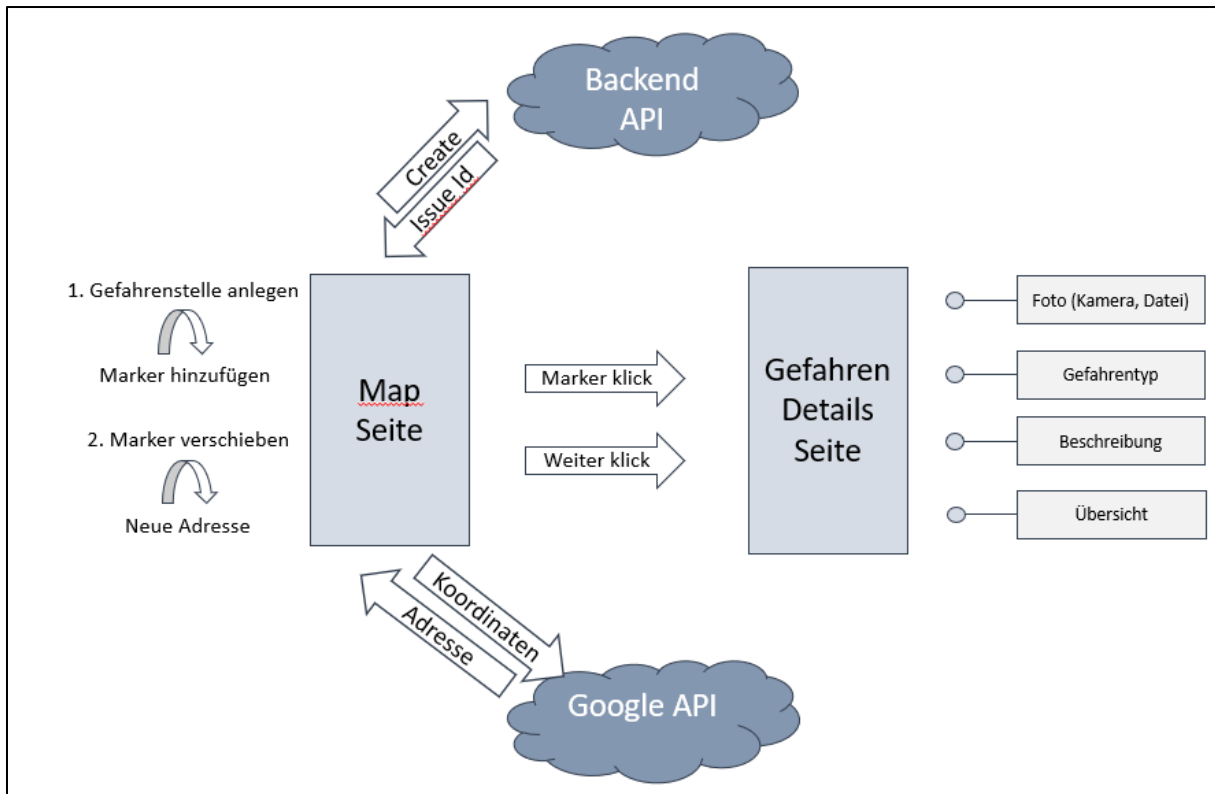 Backend
API
Create
Issue Id
1. Gefahrenstelle anlegen
Marker hinzufügen
2. Marker verschieben
Neue Adresse
Map
Seite
Marker klick
Weiter klick
Gefahren
Details
Seite
Foto (Kamera, Datei)
Gefahrentyp
Beschreibung
Übersicht
Koordinaten
Adresse
Google API